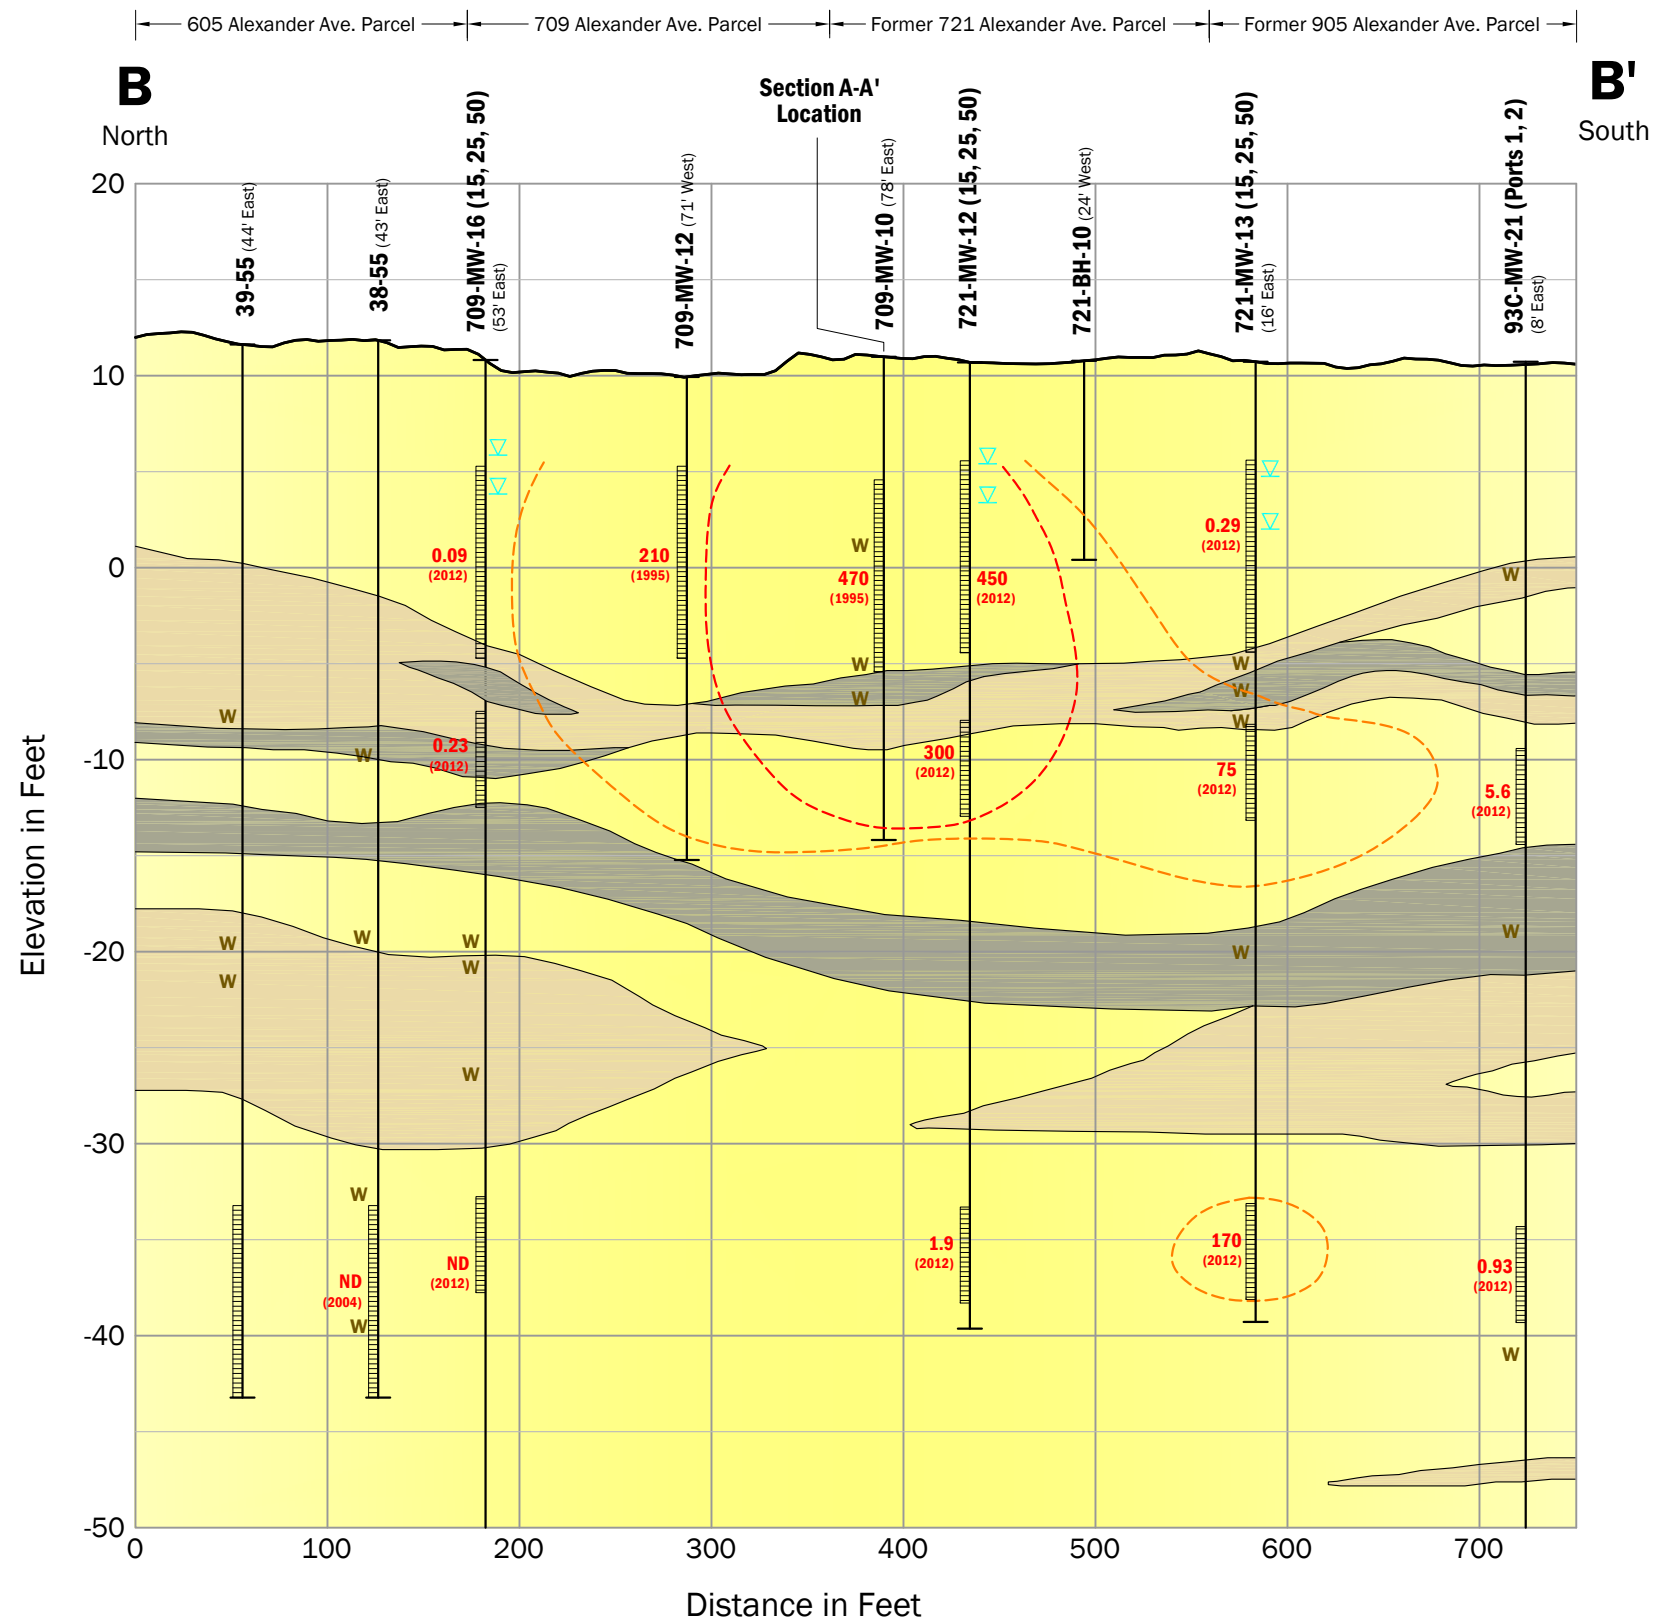 605 Alexander Ave. Parcel
709 Alexander Ave. Parcel
Former 721 Alexander Ave. Parcel
Former 905 Alexander Ave. Parcel
B
North
B'
South
Section A-A'
Location
39-55 (44' East)
38-55 (43' East)
709-MW-16 (15, 25, 50)
(53' East)
709-MW-12 (71' West)
709-MW-10 (78' East)
721-MW-12 (15, 25, 50)
721-BH-10 (24' West)
721-MW-13 (15, 25, 50)
(16' East)
93C-MW-21 (Ports 1, 2)
(8' East)
20
10
0
-10
-20
-30
-40
-50
Elevation in Feet
0.09
(2012)
210
(1995)
W
470
(1995)
450
(2012)
0.29
(2012)
W
W
W
W
W
W
W
W
W
0.23
(2012)
300
(2012)
75
(2012)
5.6
(2012)
W
W
W
W
W
W
W
W
W
W
ND
(2004)
W
ND
(2012)
1.9
(2012)
170
(2012)
0.93
(2012)
W
0
100
200
300
400
500
600
700
Distance in Feet